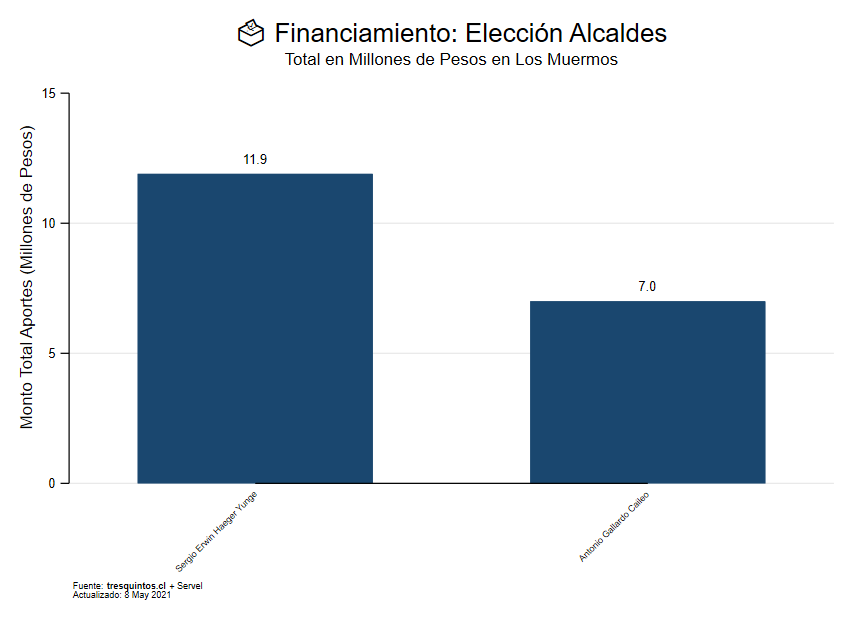 Financiamiento: Elección Alcaldes
Total en Millones de Pesos en Los Muermos
Monto Total Aportes (Millones de Pesos)
15
10
5
0
11.9
7.0
Sergio Erwin Haeger Yunge
Antonio Gallardo Caileo
Fuente: tresquintos.cl + Servel
Actualizado: 8 May 2021